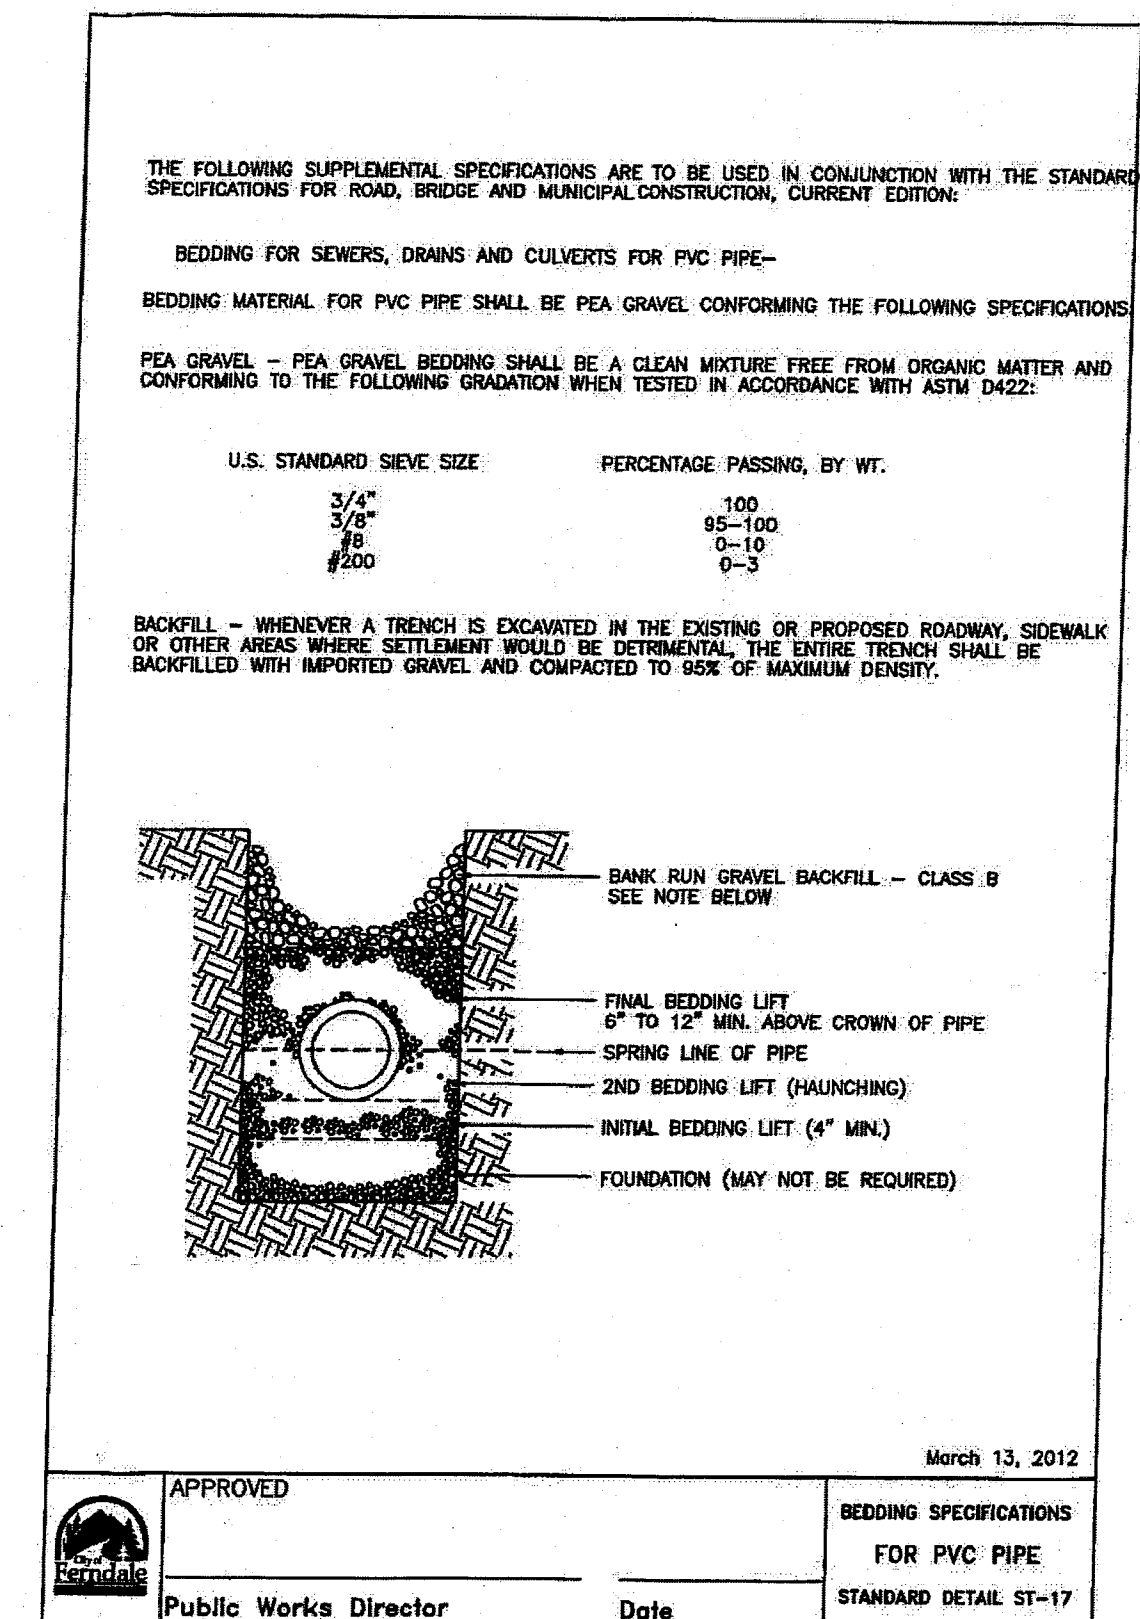 THE FOLLOWING SUPPLEMENTAL SPECIFICATIONS ARE TO BE USED IN CONJUNCTION WITH THE STANDARD
SPECIFICATIONS FOR ROAD, BRIDGE AND MUNICIPAL CONSTRUCTION, CURRENT EDITION:
BEDDING FOR SEWERS, DRAINS AND CULVERTS FOR PVC PIPE–
BEDDING MATERIAL FOR PVC PIPE SHALL BE PEA GRAVEL CONFORMING THE FOLLOWING SPECIFICATIONS.
PEA GRAVEL – PEA GRAVEL BEDDING SHALL BE A CLEAN MIXTURE FREE FROM ORGANIC MATTER AND
CONFORMING TO THE FOLLOWING GRADATION WHEN TESTED IN ACCORDANCE WITH ASTM D422:
U.S. STANDARD SIEVE SIZE PERCENTAGE PASSING, BY WT.
3/4" 100
3/8" 95–100
#8 0–10
#200 0–3
BACKFILL – WHENEVER A TRENCH IS EXCAVATED IN THE EXISTING OR PROPOSED ROADWAY, SIDEWALK
OR OTHER AREAS WHERE SETTLEMENT WOULD BE DETRIMENTAL, THE ENTIRE TRENCH SHALL BE
BACKFILLED WITH IMPORTED GRAVEL AND COMPACTED TO 95% OF MAXIMUM DENSITY.
BANK RUN GRAVEL BACKFILL – CLASS B
SEE NOTE BELOW
FINAL BEDDING LIFT
6" TO 12" MIN. ABOVE CROWN OF PIPE
SPRING LINE OF PIPE
2ND BEDDING LIFT (HAUNCHING)
INITIAL BEDDING LIFT (4" MIN.)
FOUNDATION (MAY NOT BE REQUIRED)
March 13, 2012
City of
Ferndale
APPROVED
Public Works Director
Date
BEDDING SPECIFICATIONS
FOR PVC PIPE
STANDARD DETAIL ST–17